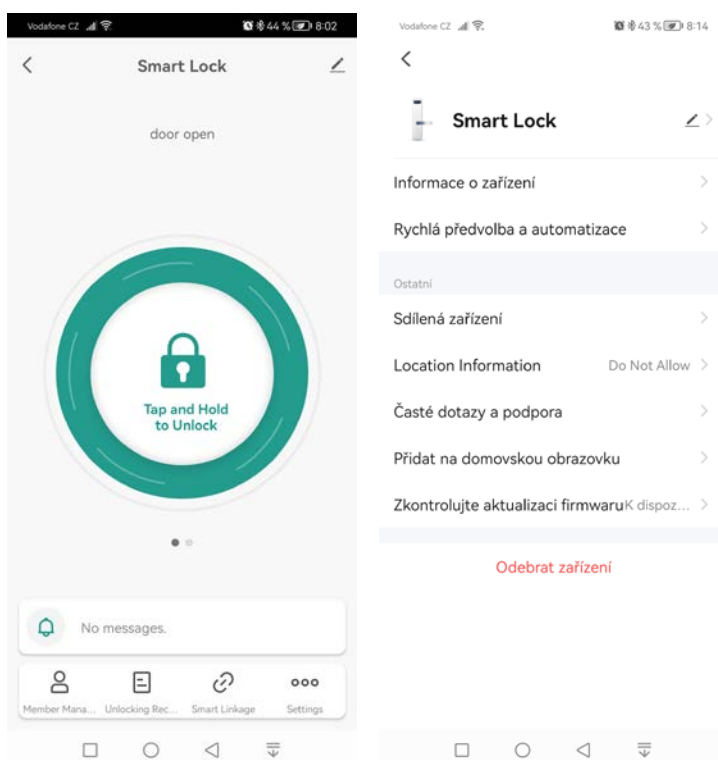 Vodafone CZ 44 % 8:02
Smart Lock
door open
Tap and Hold
to Unlock
No messages.
Member Mana... Unlocking Rec... Smart Linkage Settings
Vodafone CZ 43 % 8:14
Smart Lock
Informace o zařízení
Rychlá předvolba a automatizace
Ostatní
Sdílená zařízení
Location Information Do Not Allow
Časté dotazy a podpora
Přidat na domovskou obrazovku
Zkontrolujte aktualizaci firmwaru K dispoz...
Odebrat zařízení